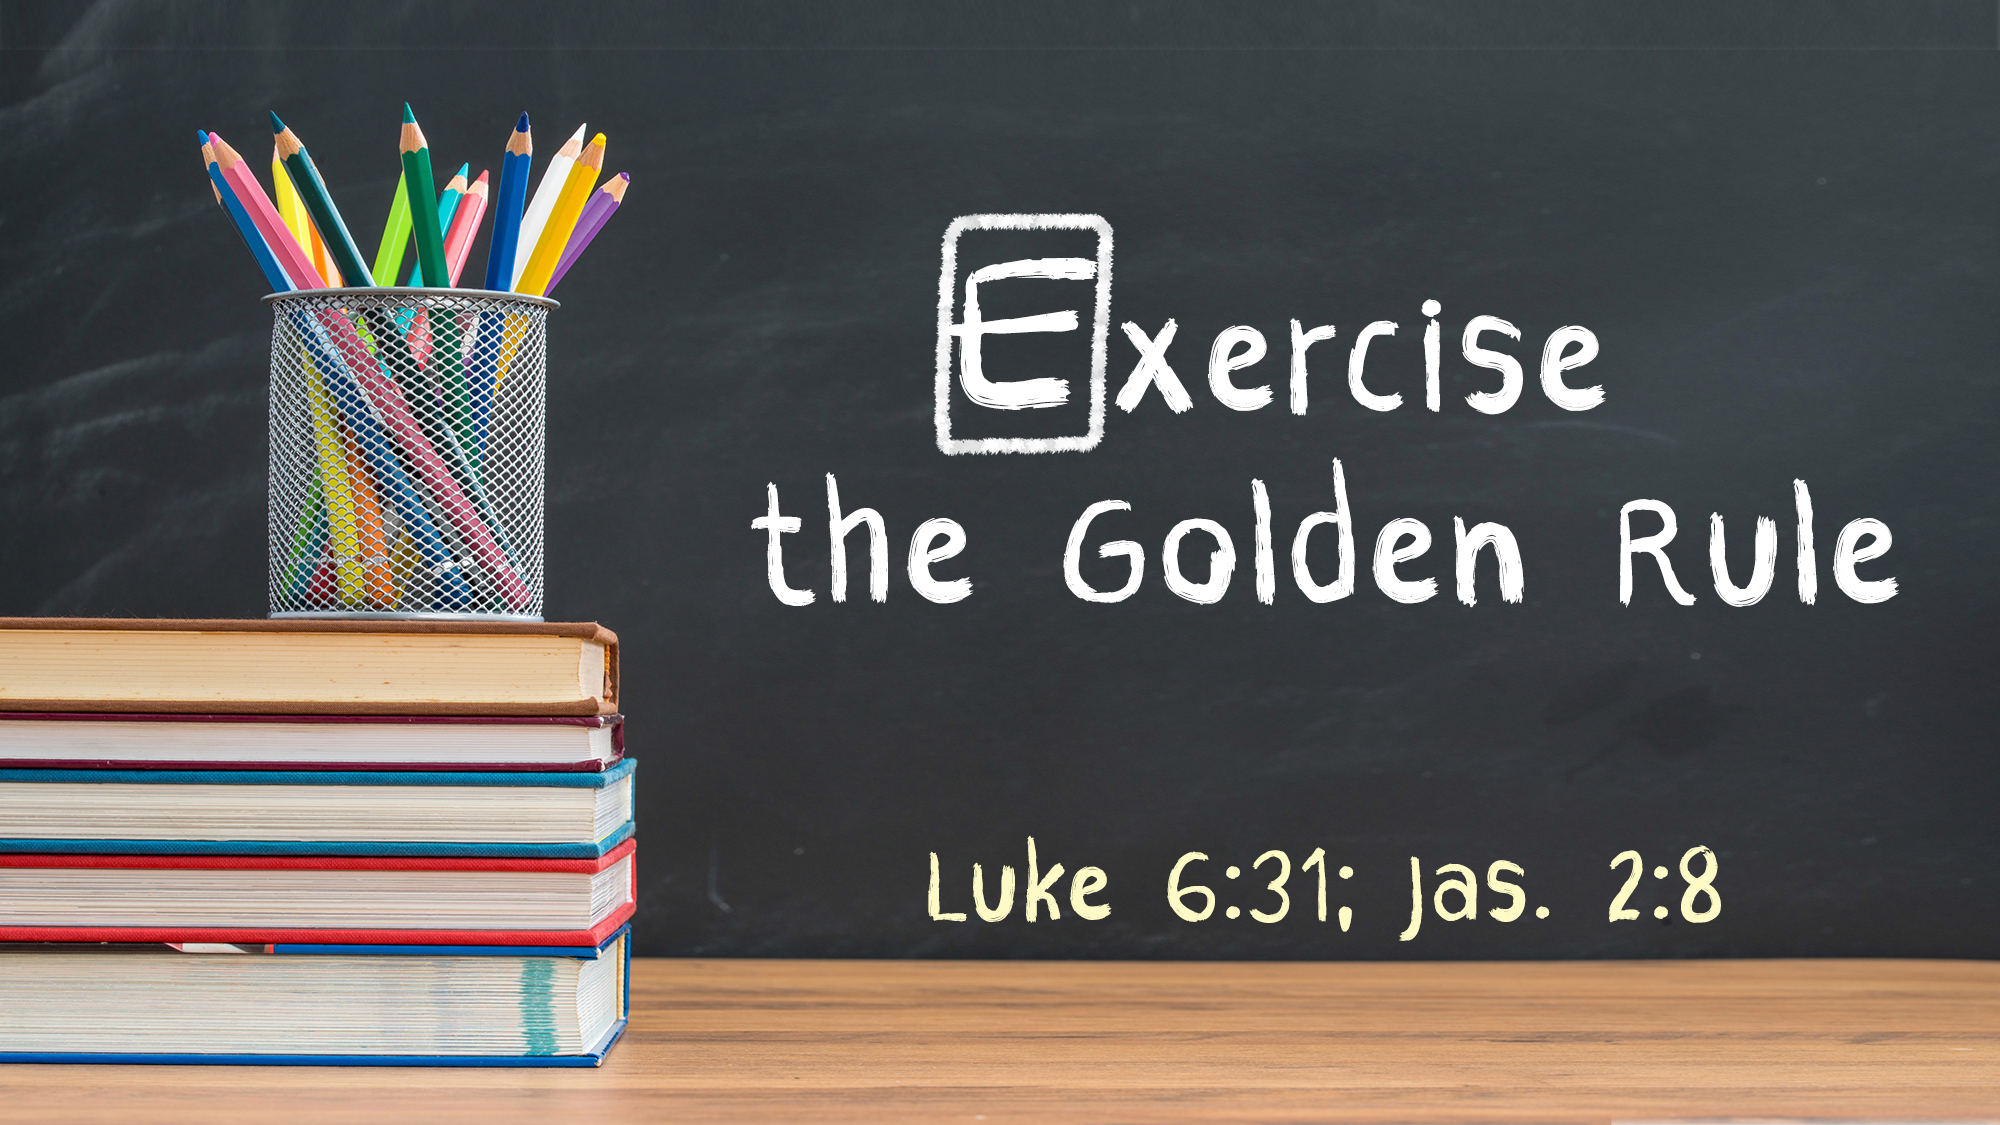 Exercise
the Golden Rule
Luke 6:31; Jas. 2:8